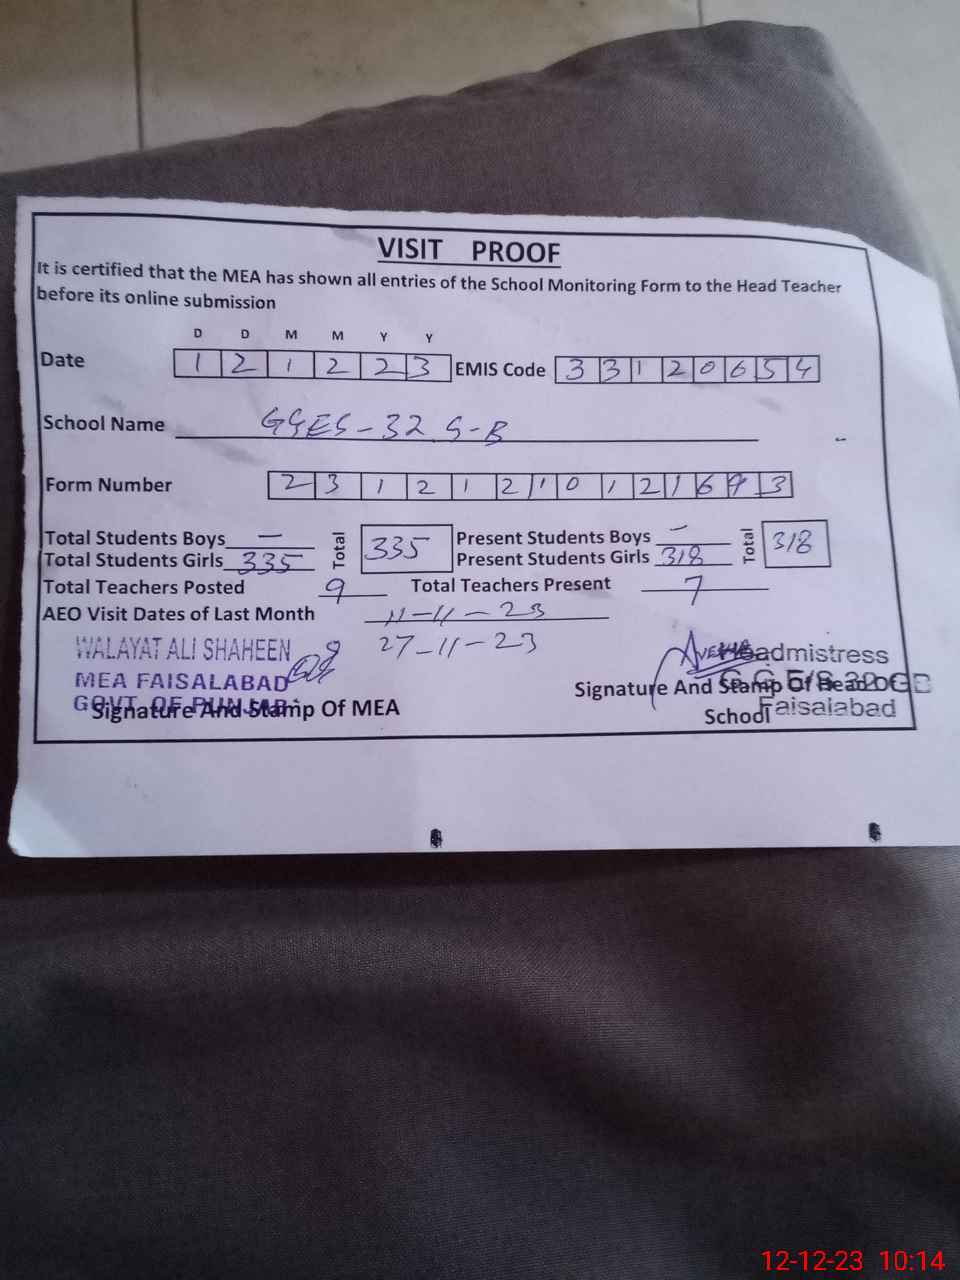 VISIT PROOF
It is certified that the MEA has shown all entries of the School Monitoring Form to the Head Teacher
before its online submission
D D M M Y Y
Date 1 2 1 2 2 3 EMIS Code 3 3 1 2 0 6 5 4
School Name GGES-32 G-B
Form Number 2 3 1 2 1 2 1 0 1 2 1 6 9 3
Total Students Boys — Total 335 Present Students Boys — Total 318
Total Students Girls 335 Present Students Girls 318
Total Teachers Posted 9 Total Teachers Present 7
AEO Visit Dates of Last Month 11-11-23
27-11-23
WALAYAT ALI SHAHEEN
MEA FAISALABAD
GOVT. OF PUNJAB
Signature And Stamp Of MEA
Headmistress
Signature And Stamp Of Head Of
School
Faisalabad
12-12-23 10:14